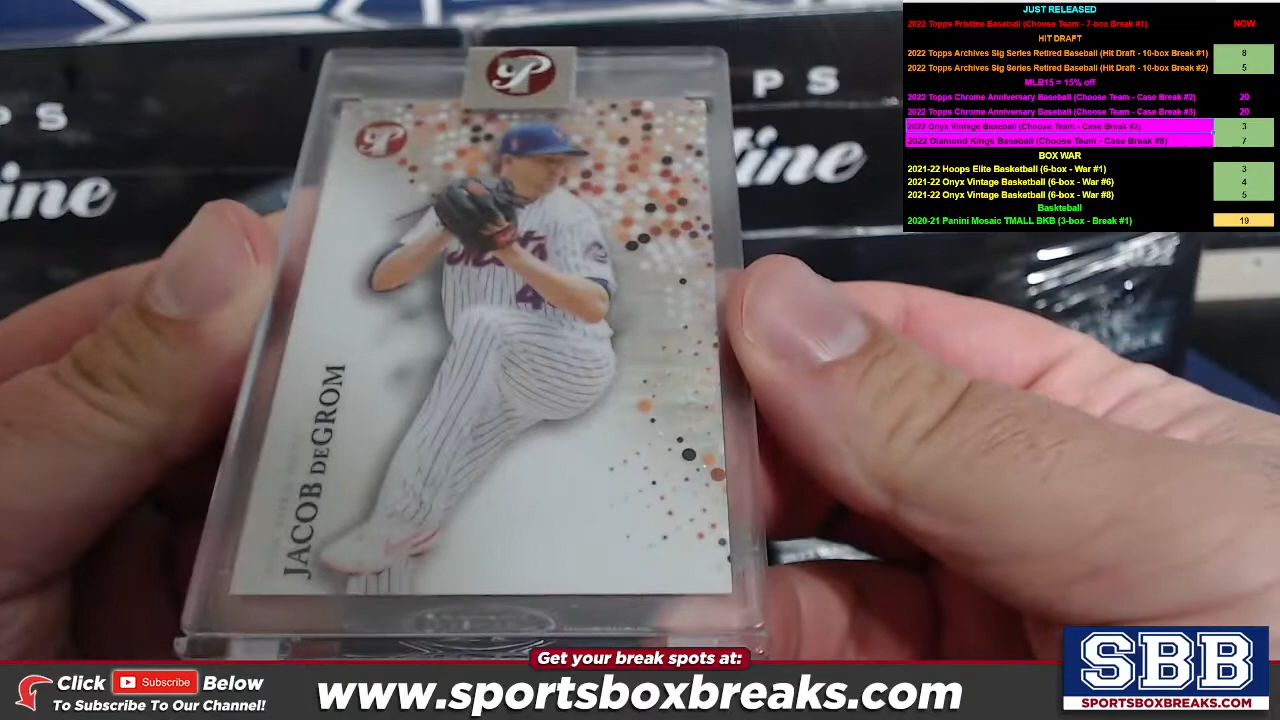 JUST RELEASED
2022 Topps Pristine Baseball (Choose Team - 7-box Break #1) NOW
HIT DRAFT
2022 Topps Archives Sig Series Retired Baseball (Hit Draft - 10-box Break #1) 8
2022 Topps Archives Sig Series Retired Baseball (Hit Draft - 10-box Break #2) 5
MLB15 = 15% off
2022 Topps Chrome Anniversary Baseball (Choose Team - Case Break #2) 20
2022 Topps Chrome Anniversary Baseball (Choose Team - Case Break #3) 20
2022 Onyx Vintage Baseball (Choose Team - Case Break #2) 3
2022 Diamond Kings Baseball (Choose Team - Case Break #8) 7
BOX WAR
2021-22 Hoops Elite Basketball (6-box - War #1) 3
2021-22 Onyx Vintage Basketball (6-box - War #6) 4
2021-22 Onyx Vintage Basketball (6-box - War #8) 5
Baskteball
2020-21 Panini Mosaic TMALL BKB (3-box - Break #1) 19
P
P
PS
PS
ine
tine
Mets
4
JACOB DEGROM
Get your break spots at:
Click Subscribe Below
To Subscribe To Our Channel!
www.sportsboxbreaks.com
SBB
SPORTSBOXBREAKS.COM